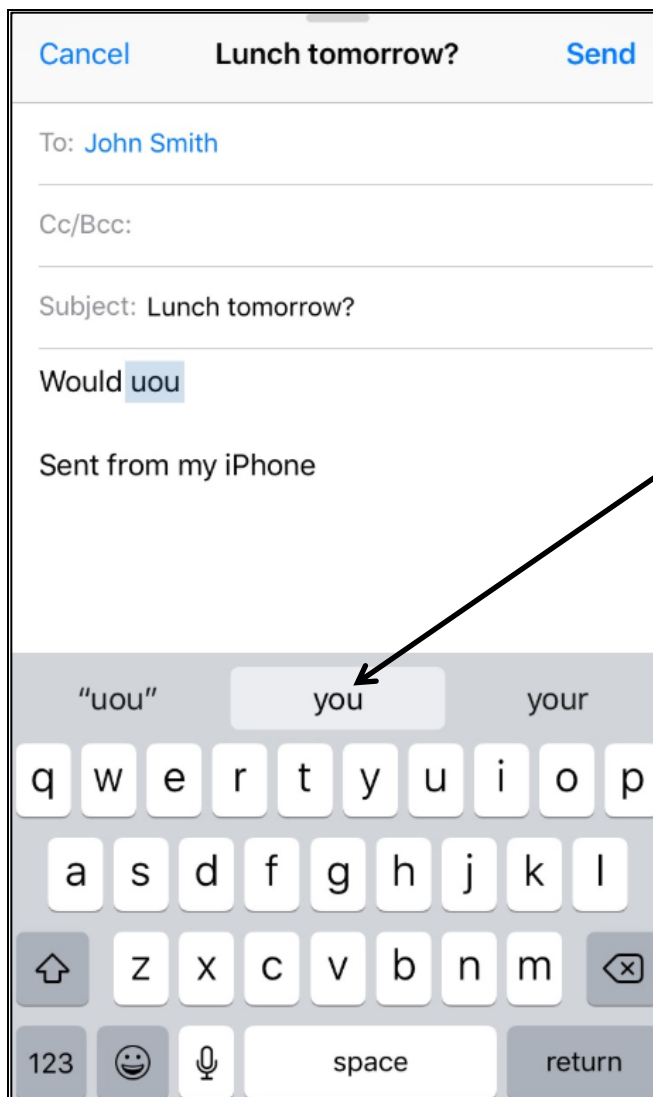 Cancel Lunch tomorrow? Send
To: John Smith
Cc/Bcc:
Subject: Lunch tomorrow?
Would uou
Sent from my iPhone
“uou” you your
q w e r t y u i o p
a s d f g h j k l
z x c v b n m
123 space return